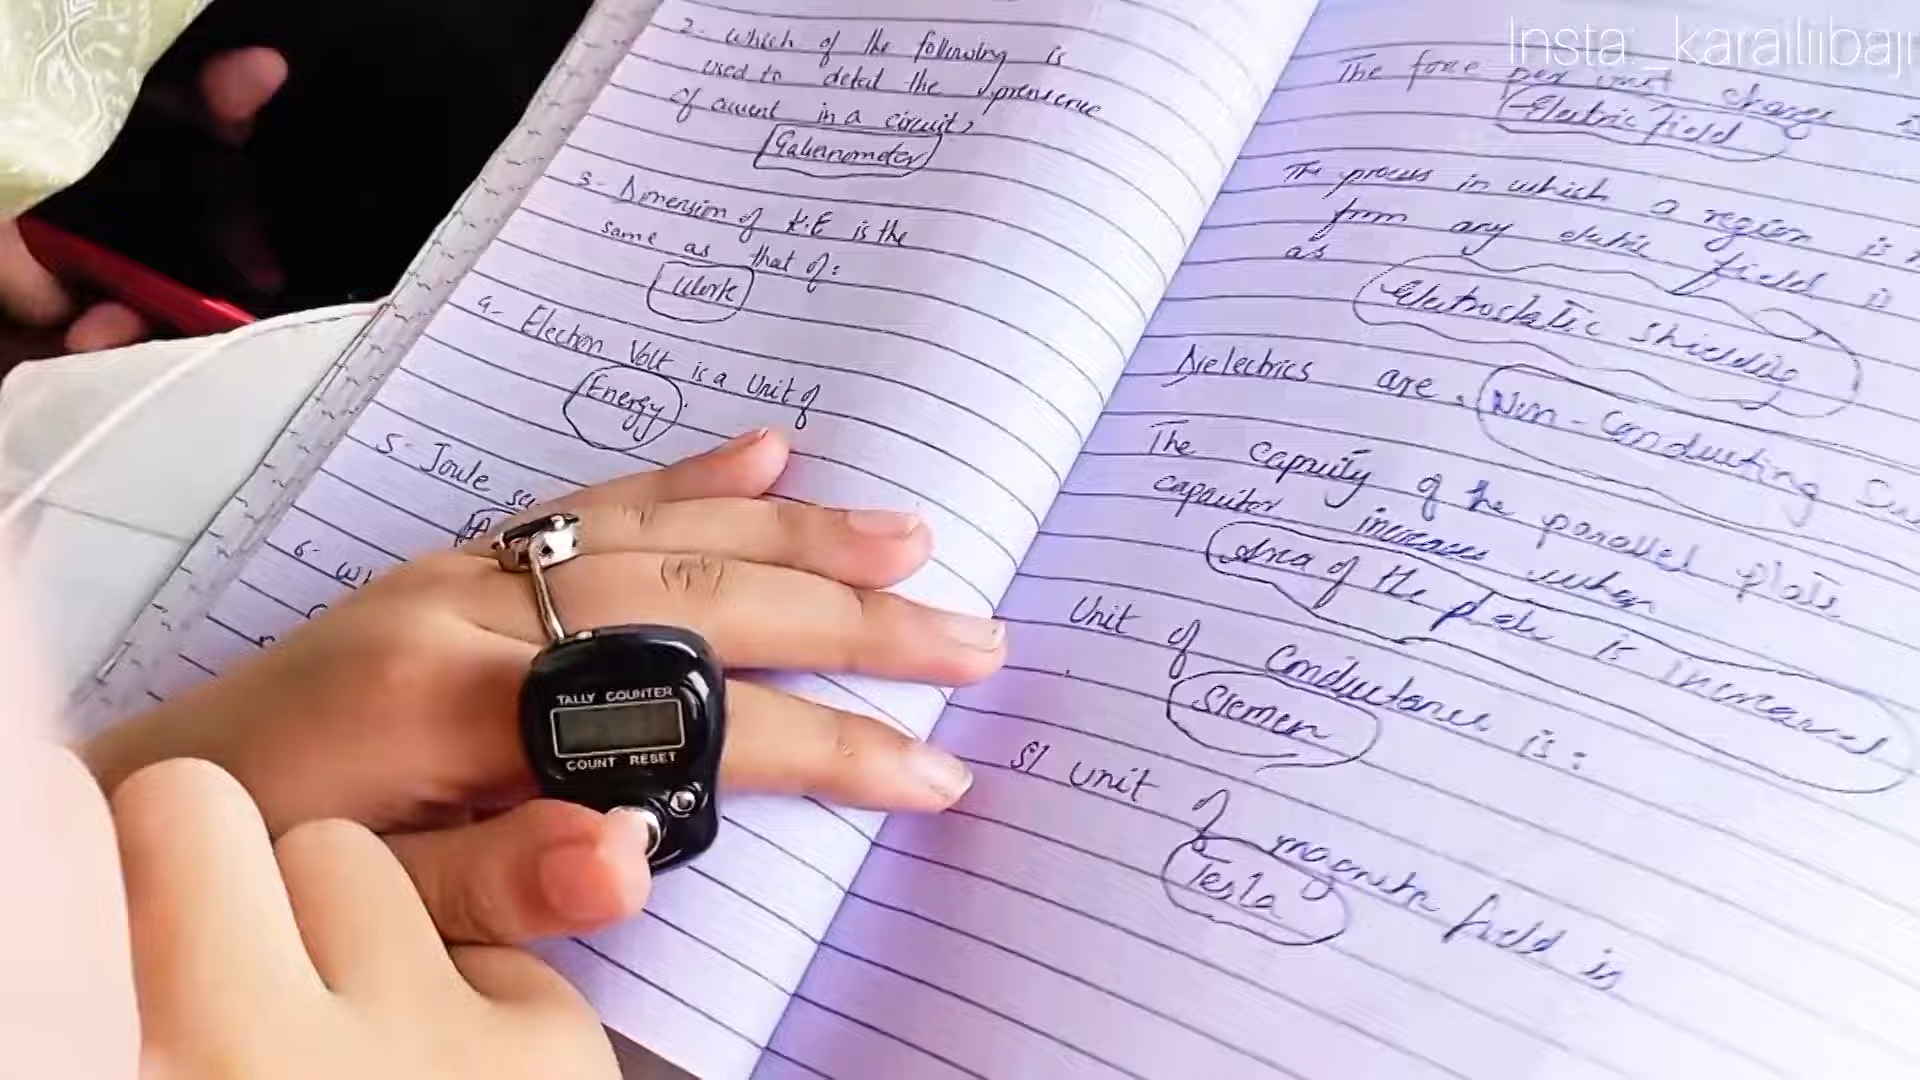 Insta._karailiibaji
2- which of the following is
used to detect the
of current in a circuit?
Galvanometer
3- Dimension of K.E is the
same as that of:
Work
4- Electron Volt is a Unit of
Energy
5- Joule
6-
The force per unit charge
Electric field
The process in which a region is
from any electric field is
as
Eletrostatic Shielding
Dielectrics are. Non-Conducting
The capcity of the parallel plate
capacitor increases when
Area of the plate is increased
Unit of Conductance is:
Siemen
SI unit of magnetic field is
Tesla
TALLY COUNTER
COUNT RESET